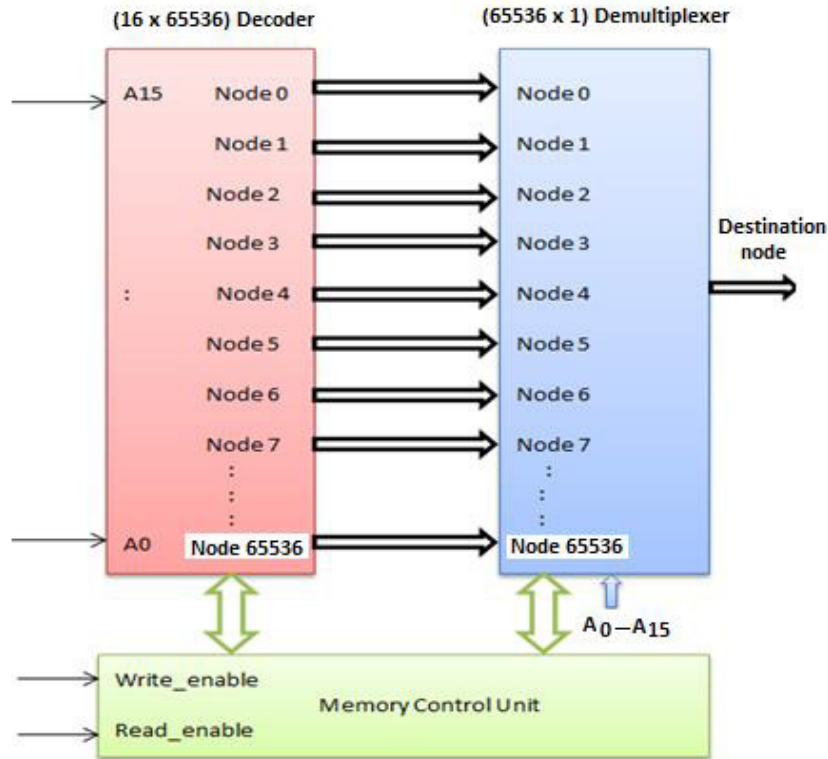 (16 x 65536) Decoder
(65536 x 1) Demultiplexer
A15
Node 0
Node 1
Node 2
Node 3
:
Node 4
Node 5
Node 6
Node 7
:
:
A0
Node 65536
Node 0
Node 1
Node 2
Node 3
Node 4
Node 5
Node 6
Node 7
:
:
Node 65536
Destination
node
A0–A15
Write_enable
Memory Control Unit
Read_enable